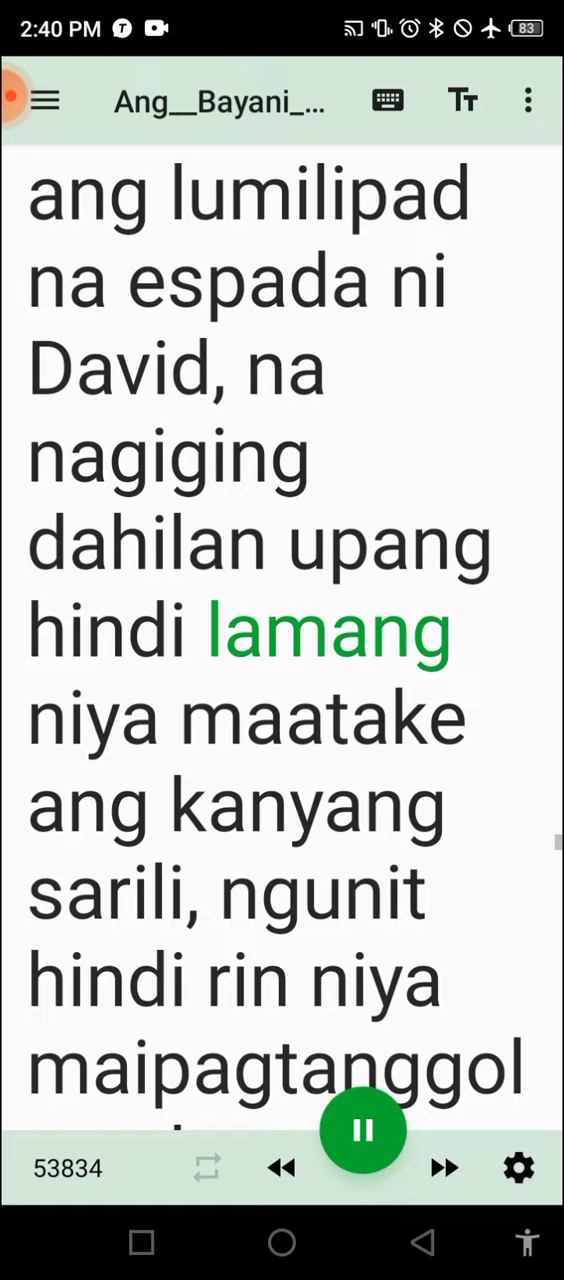 2:40 PM
83
Ang__Bayani_...
ang lumilipad
na espada ni
David, na
nagiging
dahilan upang
hindi lamang
niya maatake
ang kanyang
sarili, ngunit
hindi rin niya
maipagtanggol
53834